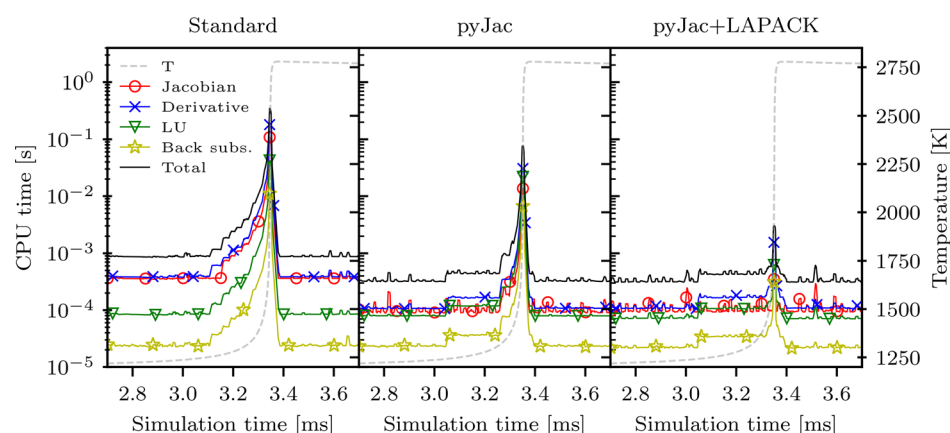 Standard
pyJac
pyJac+LAPACK
CPU time [s]
10⁰
10⁻¹
10⁻²
10⁻³
10⁻⁴
10⁻⁵
T
Jacobian
Derivative
LU
Back subs.
Total
2750
2500
2250
2000
1750
1500
1250
Temperature [K]
2.8 3.0 3.2 3.4 3.6
2.8 3.0 3.2 3.4 3.6
2.8 3.0 3.2 3.4 3.6
Simulation time [ms]
Simulation time [ms]
Simulation time [ms]